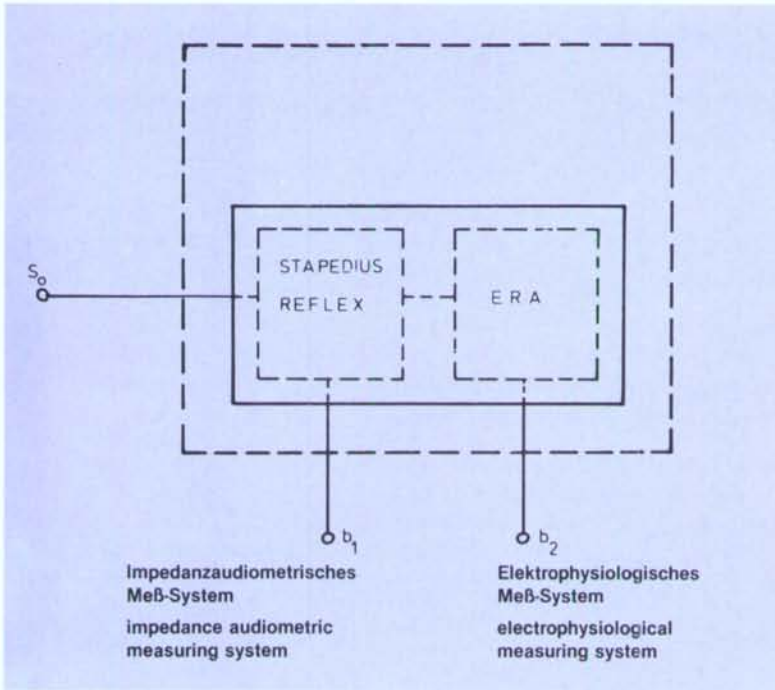 S₀
STAPEDIUS
REFLEX
ERA
b₁
b₂
Impedanzaudiometrisches
Meß-System
impedance audiometric
measuring system
Elektrophysiologisches
Meß-System
electrophysiological
measuring system